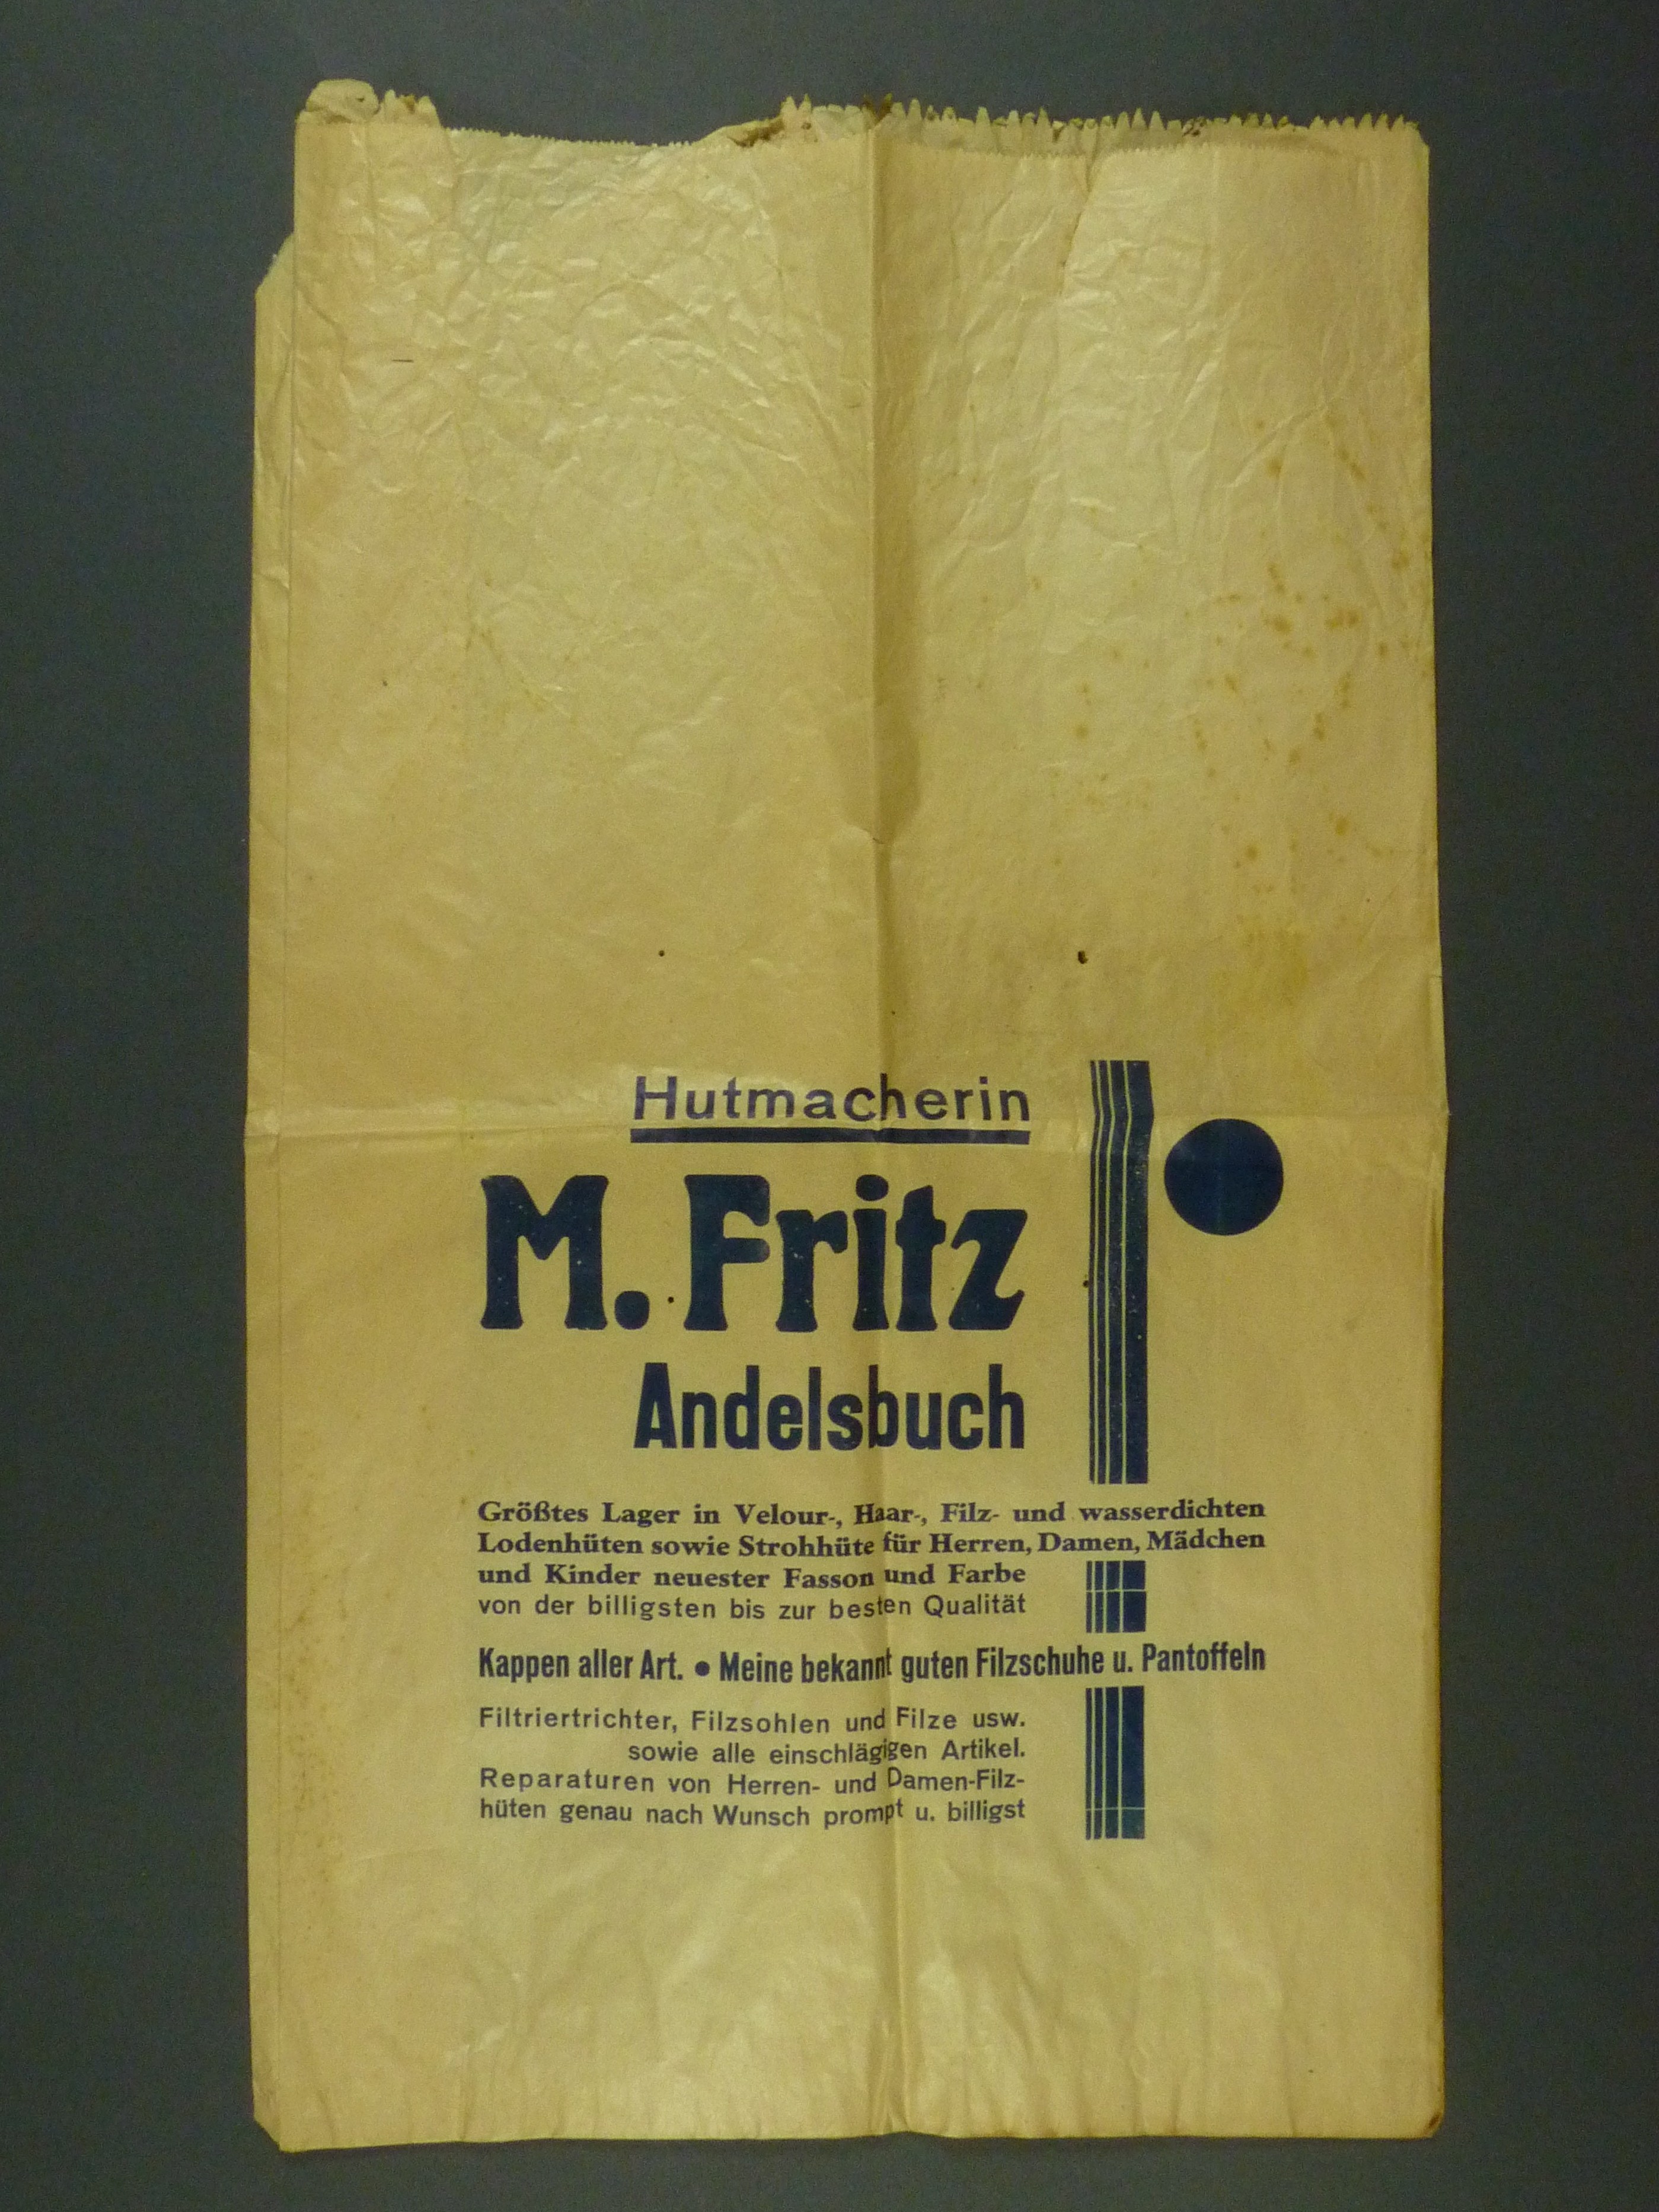 Hutmacherin
M. Fritz
Andelsbuch
Größtes Lager in Velour-, Haar-, Filz- und wasserdichten
Lodenhüten sowie Strohhüte für Herren, Damen, Mädchen
und Kinder neuester Fasson und Farbe
von der billigsten bis zur besten Qualität
Kappen aller Art. ● Meine bekannt guten Filzschuhe u. Pantoffeln
Filtriertrichter, Filzsohlen und Filze usw.
sowie alle einschlägigen Artikel.
Reparaturen von Herren- und Damen-Filz-
hüten genau nach Wunsch prompt u. billigst